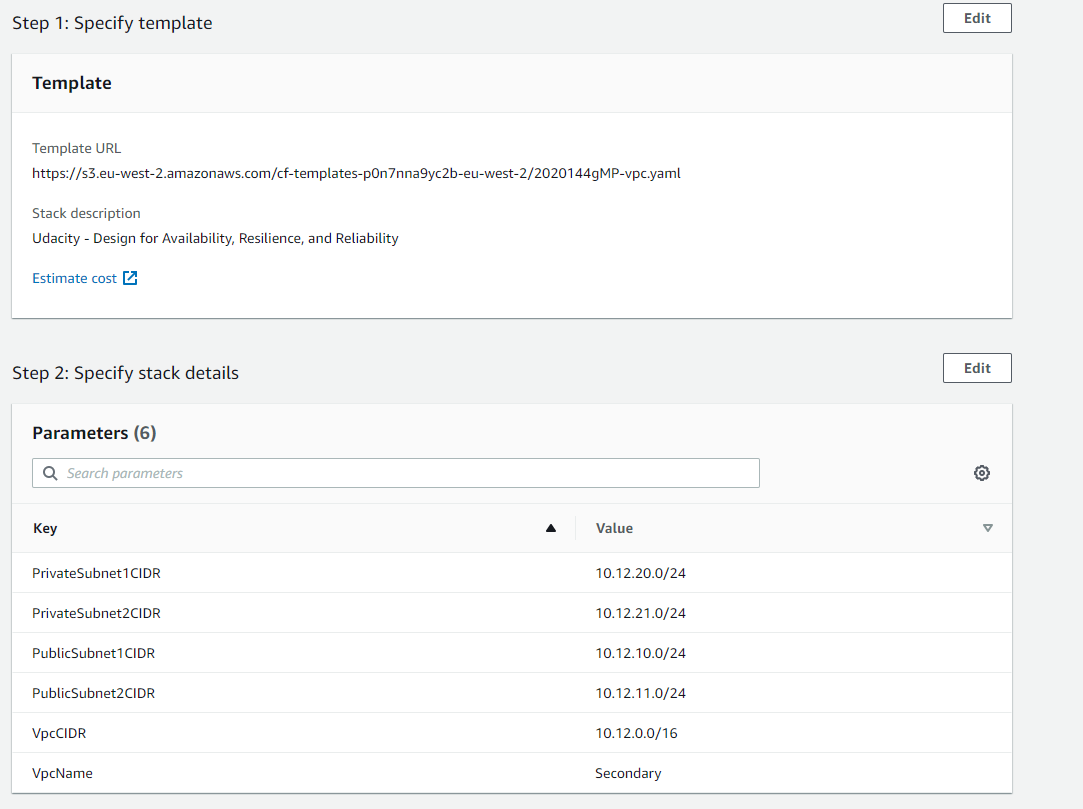 Step 1: Specify template
Edit
Template
Template URL
https://s3.eu-west-2.amazonaws.com/cf-templates-p0n7nna9yc2b-eu-west-2/2020144gMP-vpc.yaml
Stack description
Udacity - Design for Availability, Resilience, and Reliability
Estimate cost
Step 2: Specify stack details
Edit
Parameters (6)
Search parameters
Key Value
PrivateSubnet1CIDR 10.12.20.0/24
PrivateSubnet2CIDR 10.12.21.0/24
PublicSubnet1CIDR 10.12.10.0/24
PublicSubnet2CIDR 10.12.11.0/24
VpcCIDR 10.12.0.0/16
VpcName Secondary